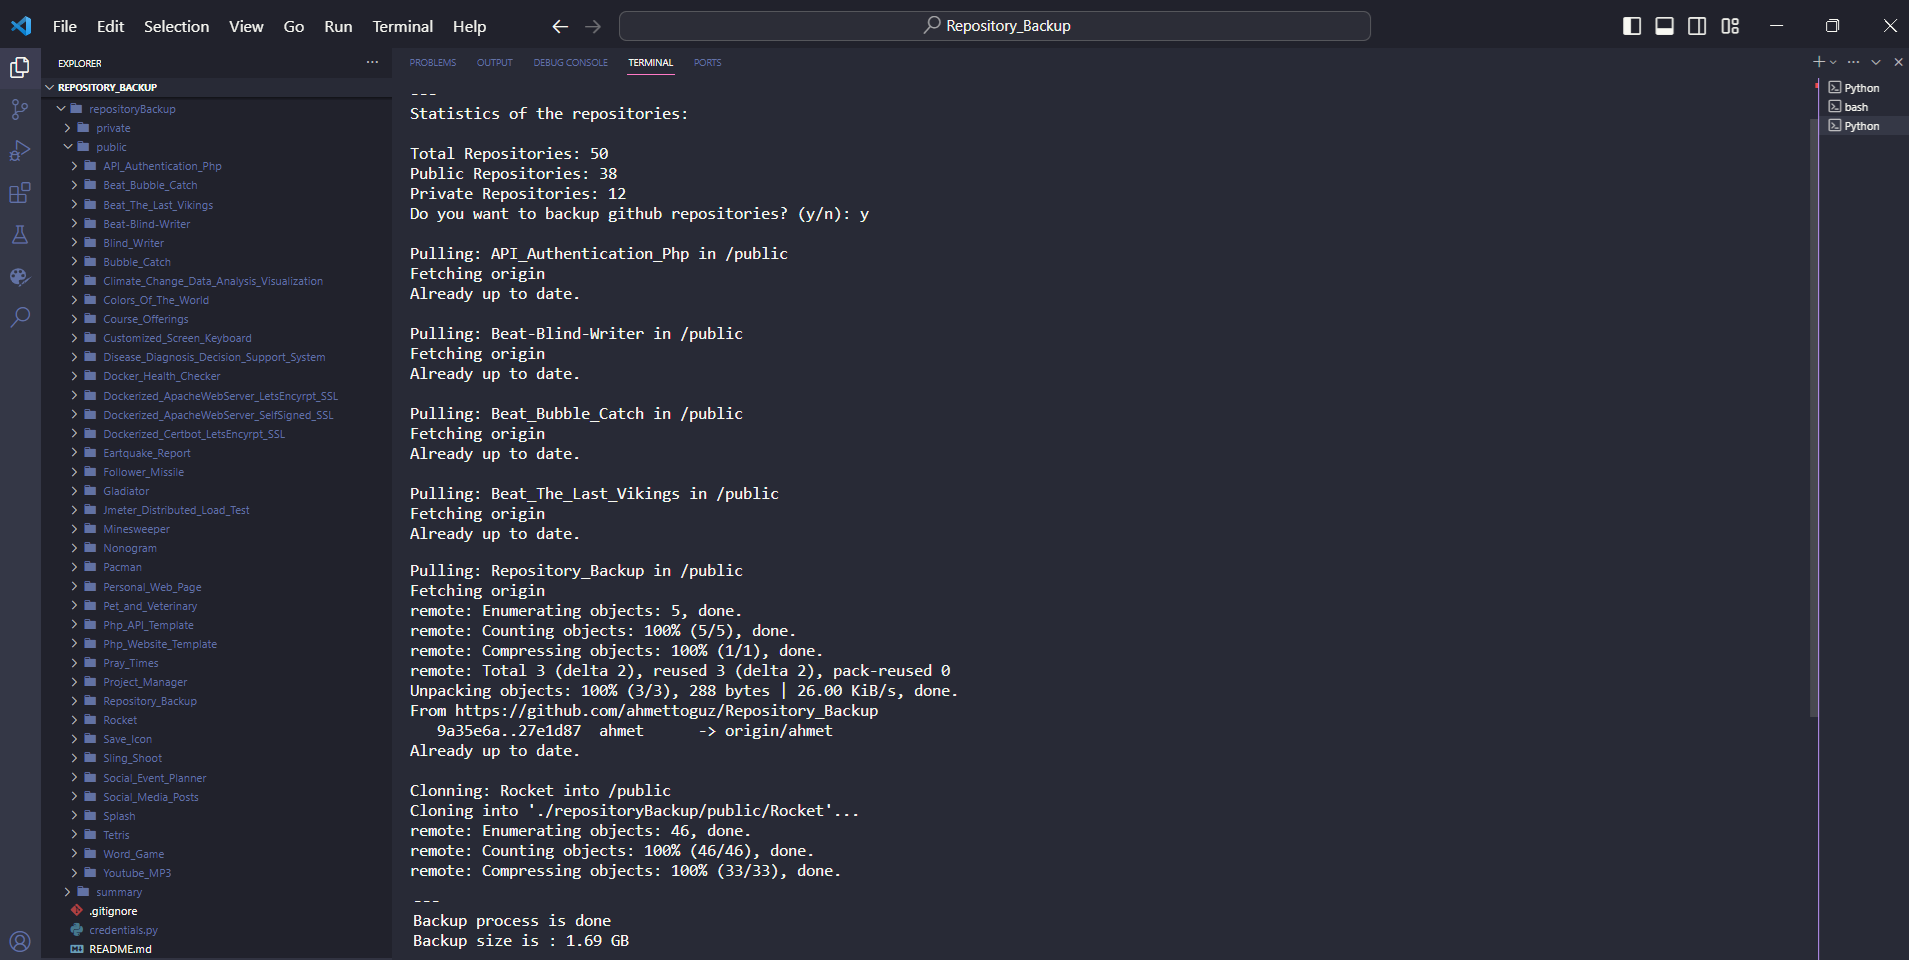 File Edit Selection View Go Run Terminal Help
Repository_Backup
EXPLORER
REPOSITORY_BACKUP
repositoryBackup
private
public
API_Authentication_Php
Beat_Bubble_Catch
Beat_The_Last_Vikings
Beat-Blind-Writer
Blind_Writer
Bubble_Catch
Climate_Change_Data_Analysis_Visualization
Colors_Of_The_World
Course_Offerings
Customized_Screen_Keyboard
Disease_Diagnosis_Decision_Support_System
Docker_Health_Checker
Dockerized_ApacheWebServer_LetsEncyrpt_SSL
Dockerized_ApacheWebServer_SelfSigned_SSL
Dockerized_Certbot_LetsEncyrpt_SSL
Eartquake_Report
Follower_Missile
Gladiator
Jmeter_Distributed_Load_Test
Minesweeper
Nonogram
Pacman
Personal_Web_Page
Pet_and_Veterinary
Php_API_Template
Php_Website_Template
Pray_Times
Project_Manager
Repository_Backup
Rocket
Save_Icon
Sling_Shoot
Social_Event_Planner
Social_Media_Posts
Splash
Tetris
Word_Game
Youtube_MP3
summary
.gitignore
credentials.py
README.md
PROBLEMS OUTPUT DEBUG CONSOLE TERMINAL PORTS
---
Statistics of the repositories:
Total Repositories: 50
Public Repositories: 38
Private Repositories: 12
Do you want to backup github repositories? (y/n): y
Pulling: API_Authentication_Php in /public
Fetching origin
Already up to date.
Pulling: Beat-Blind-Writer in /public
Fetching origin
Already up to date.
Pulling: Beat_Bubble_Catch in /public
Fetching origin
Already up to date.
Pulling: Beat_The_Last_Vikings in /public
Fetching origin
Already up to date.
Pulling: Repository_Backup in /public
Fetching origin
remote: Enumerating objects: 5, done.
remote: Counting objects: 100% (5/5), done.
remote: Compressing objects: 100% (1/1), done.
remote: Total 3 (delta 2), reused 3 (delta 2), pack-reused 0
Unpacking objects: 100% (3/3), 288 bytes | 26.00 KiB/s, done.
From https://github.com/ahmettoguz/Repository_Backup
9a35e6a..27e1d87 ahmet -> origin/ahmet
Already up to date.
Clonning: Rocket into /public
Cloning into './repositoryBackup/public/Rocket'...
remote: Enumerating objects: 46, done.
remote: Counting objects: 100% (46/46), done.
remote: Compressing objects: 100% (33/33), done.
---
Backup process is done
Backup size is : 1.69 GB
Python
bash
Python